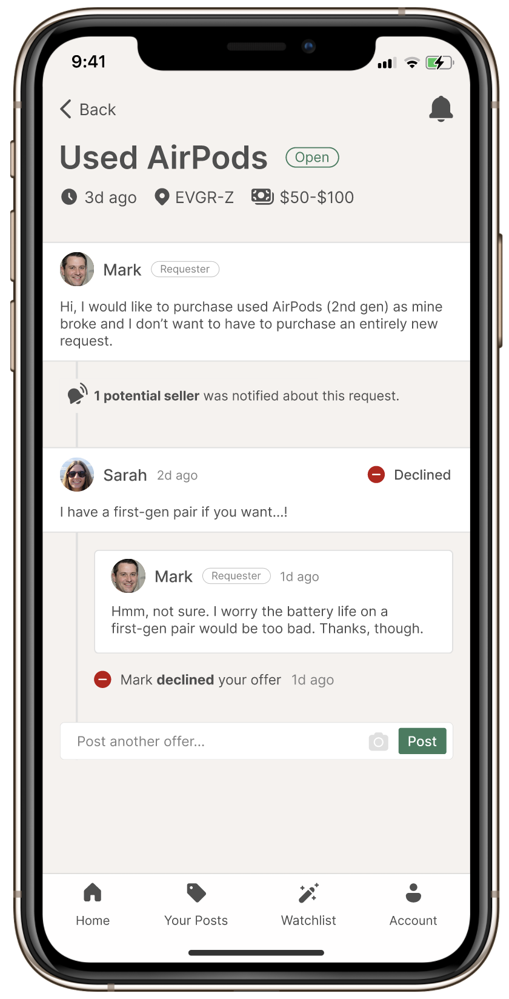 9:41
Back
Used AirPods Open
3d ago EVGR-Z $50-$100
Mark Requester
Hi, I would like to purchase used AirPods (2nd gen) as mine
broke and I don’t want to have to purchase an entirely new
request.
1 potential seller was notified about this request.
Sarah 2d ago Declined
I have a first-gen pair if you want...!
Mark Requester 1d ago
Hmm, not sure. I worry the battery life on a
first-gen pair would be too bad. Thanks, though.
Mark declined your offer 1d ago
Post another offer... Post
Home Your Posts Watchlist Account